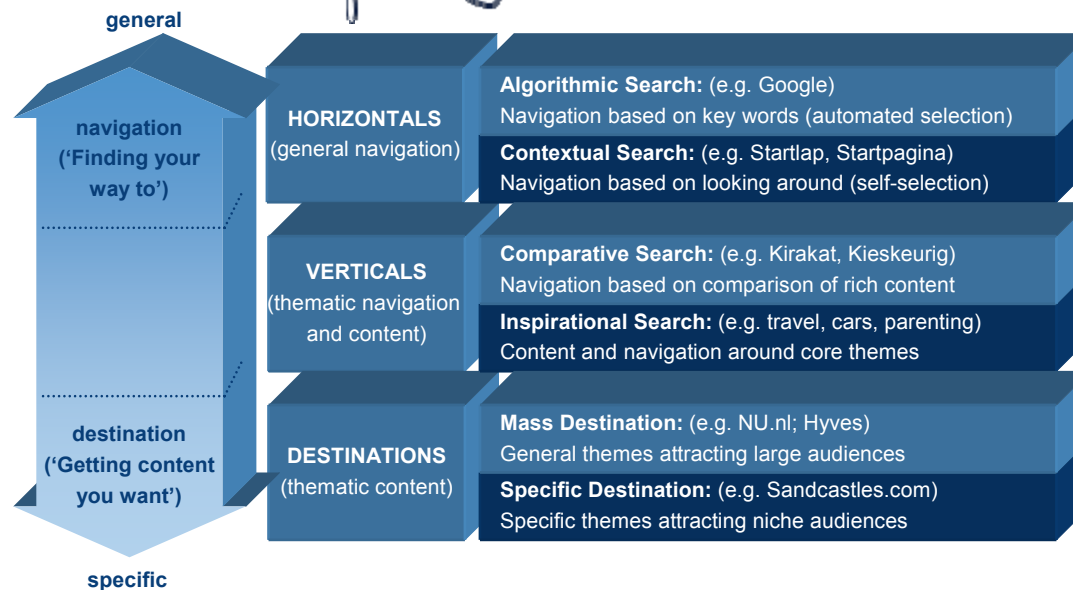 general
navigation
(‘Finding your
way to’)
destination
(‘Getting content
you want’)
specific
HORIZONTALS
(general navigation)
Algorithmic Search: (e.g. Google)
Navigation based on key words (automated selection)
Contextual Search: (e.g. Startlap, Startpagina)
Navigation based on looking around (self-selection)
VERTICALS
(thematic navigation
and content)
Comparative Search: (e.g. Kirakat, Kieskeurig)
Navigation based on comparison of rich content
Inspirational Search: (e.g. travel, cars, parenting)
Content and navigation around core themes
DESTINATIONS
(thematic content)
Mass Destination: (e.g. NU.nl; Hyves)
General themes attracting large audiences
Specific Destination: (e.g. Sandcastles.com)
Specific themes attracting niche audiences